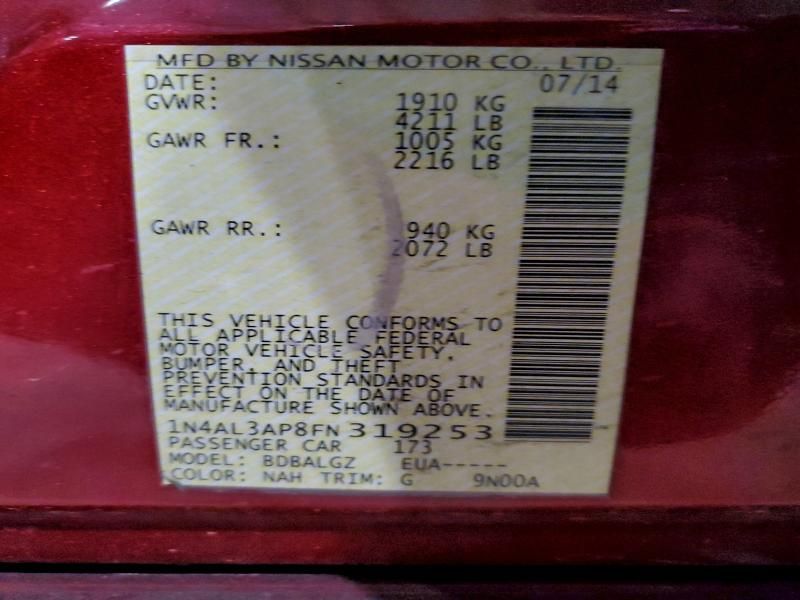 MFD BY NISSAN MOTOR CO., LTD.
DATE: 07/14
GVWR: 1910 KG
4211 LB
GAWR FR.: 1005 KG
2216 LB
GAWR RR.: 940 KG
2072 LB
THIS VEHICLE CONFORMS TO
ALL APPLICABLE FEDERAL
MOTOR VEHICLE SAFETY,
BUMPER, AND THEFT
PREVENTION STANDARDS IN
EFFECT ON THE DATE OF
MANUFACTURE SHOWN ABOVE.
1N4AL3AP8FN319253
PASSENGER CAR 173
MODEL: BDBALGZ EUA-----
COLOR: NAH TRIM: G 9N00A